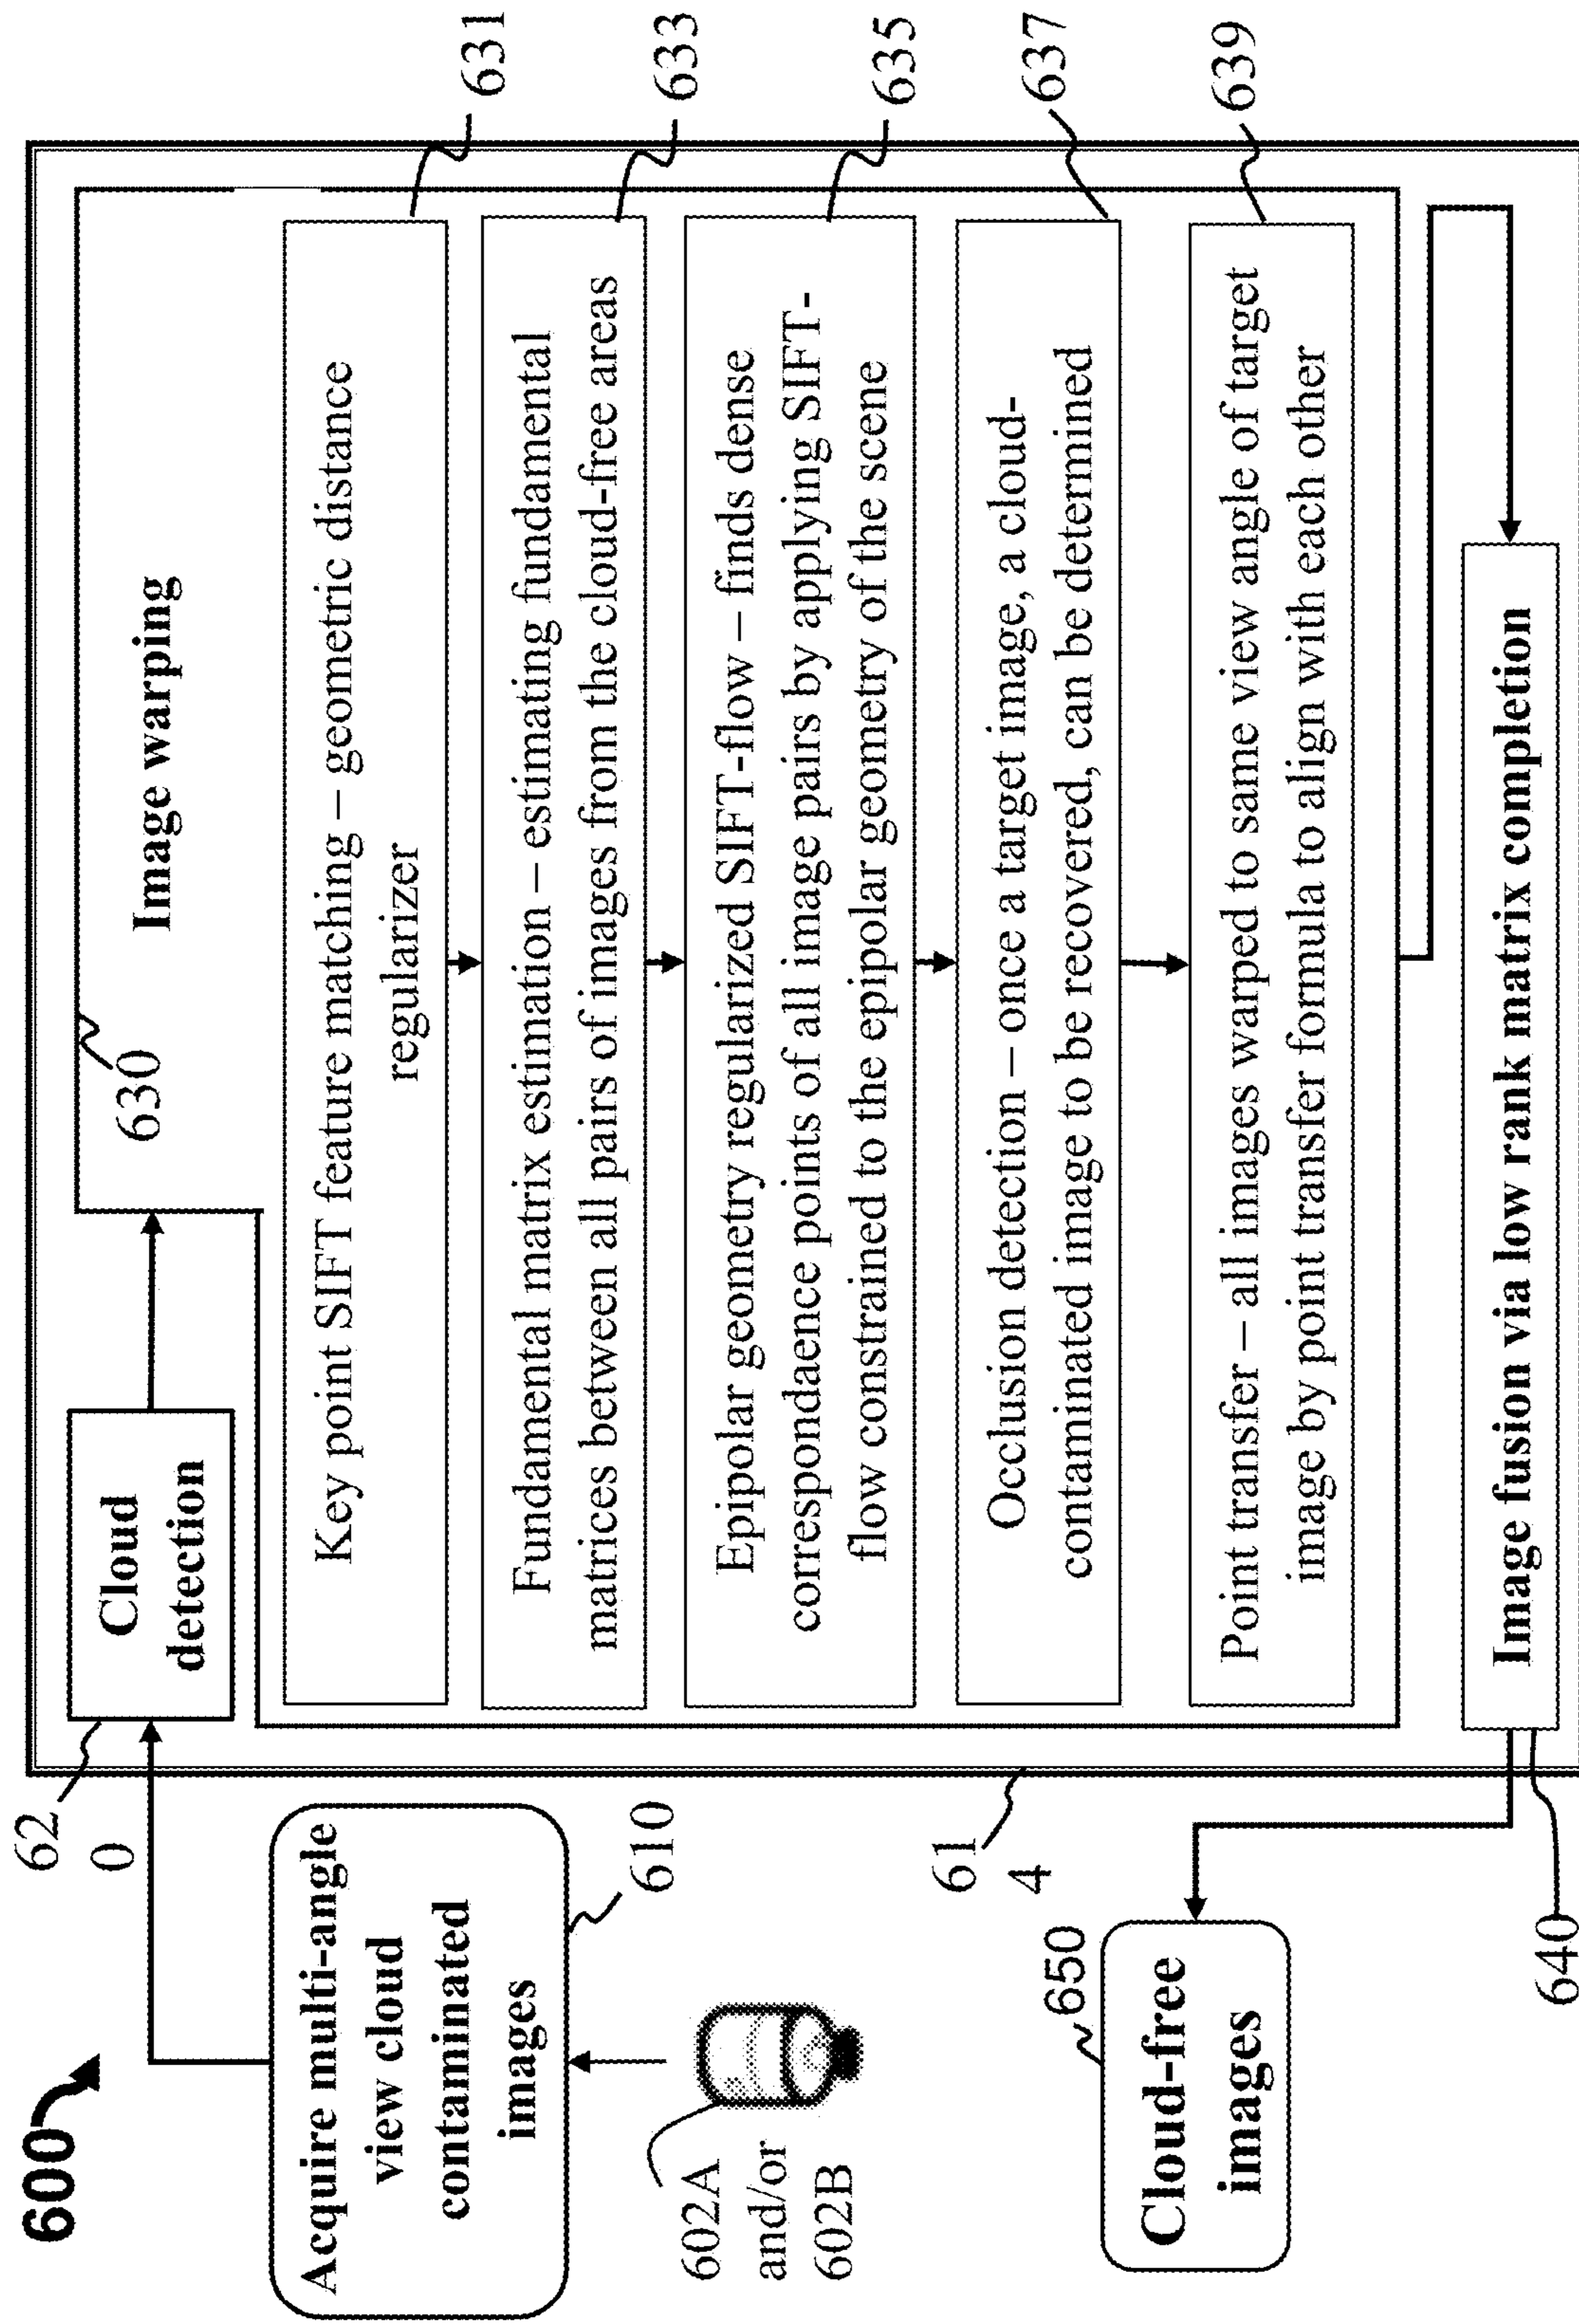 600
Acquire multi-angle
view cloud
contaminated
images
610
602A
and/or
602B
62
0
Cloud
detection
630
Image warping
Key point SIFT feature matching – geometric distance
regularizer
631
Fundamental matrix estimation – estimating fundamental
matrices between all pairs of images from the cloud-free areas
633
Epipolar geometry regularized SIFT-flow – finds dense
correspondaence points of all image pairs by applying SIFT-
flow constrained to the epipolar geometry of the scene
635
Occlusion detection – once a target image, a cloud-
contaminated image to be recovered, can be determined
637
Point transfer – all images warped to same view angle of target
image by point transfer formula to align with each other
639
61
4
Image fusion via low rank matrix completion
640
650
Cloud-free
images